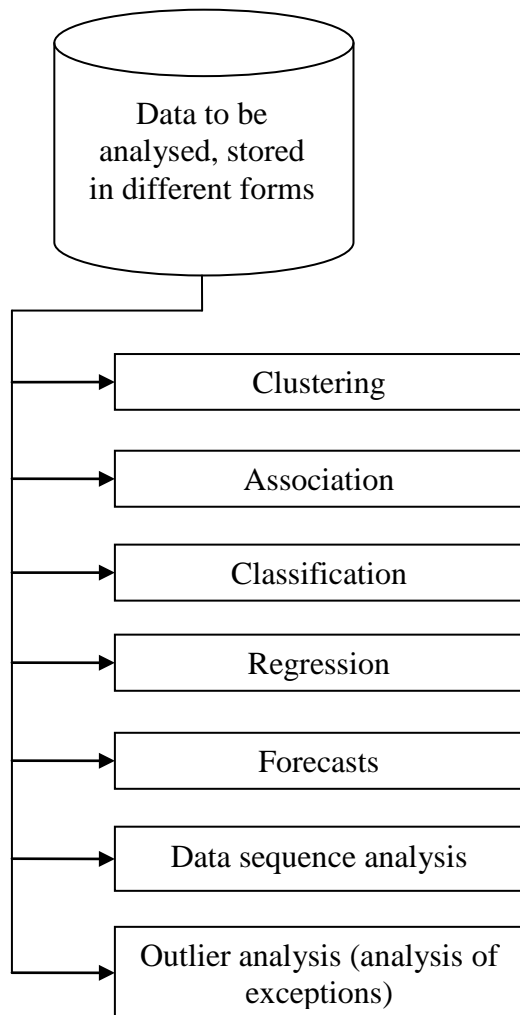 Data to be
analysed, stored
in different forms
Clustering
Association
Classification
Regression
Forecasts
Data sequence analysis
Outlier analysis (analysis of
exceptions)